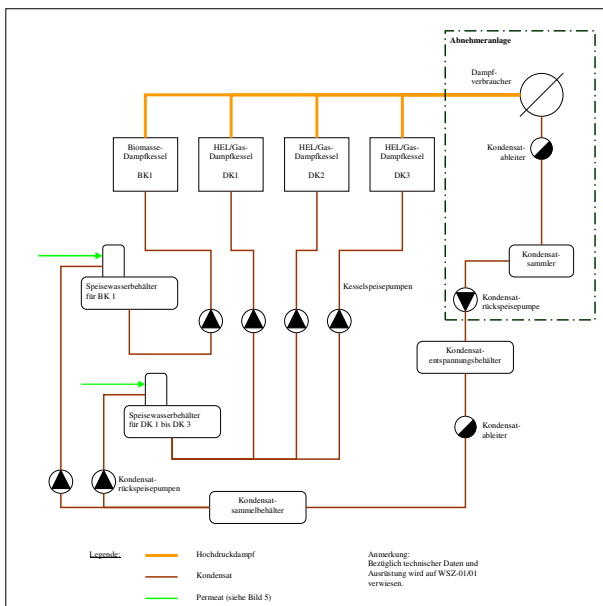 Abnehmeranlage
Dampf-
verbraucher
Biomasse-
Dampfkessel
BK1
HEL/Gas-
Dampfkessel
DK1
HEL/Gas-
Dampfkessel
DK2
HEL/Gas-
Dampfkessel
DK3
Kondensat-
ableiter
Kondensat-
sammler
Speisewasserbehälter
für BK 1
Kesselspeisepumpen
Kondensat-
rückspeisepumpe
Kondensat-
entspannungsbehälter
Speisewasserbehälter
für DK 1 bis DK 3
Kondensat-
ableiter
Kondensat-
rückspeisepumpen
Kondensat-
sammelbehälter
Legende:
Hochdruckdampf
Kondensat
Permeat (siehe Bild 5)
Anmerkung:
Bezüglich technischer Daten und
Ausrüstung wird auf WSZ-01/01
verwiesen.